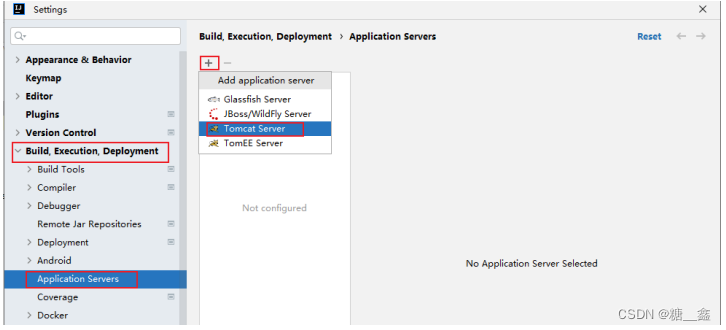 Settings
Appearance & Behavior
Keymap
Editor
Plugins
Version Control
Build, Execution, Deployment
Build Tools
Compiler
Debugger
Remote Jar Repositories
Deployment
Android
Application Servers
Coverage
Docker
Build, Execution, Deployment › Application Servers
Reset
Add application server
Glassfish Server
JBoss/WildFly Server
Tomcat Server
TomEE Server
Not configured
No Application Server Selected
CSDN @糖__鑫